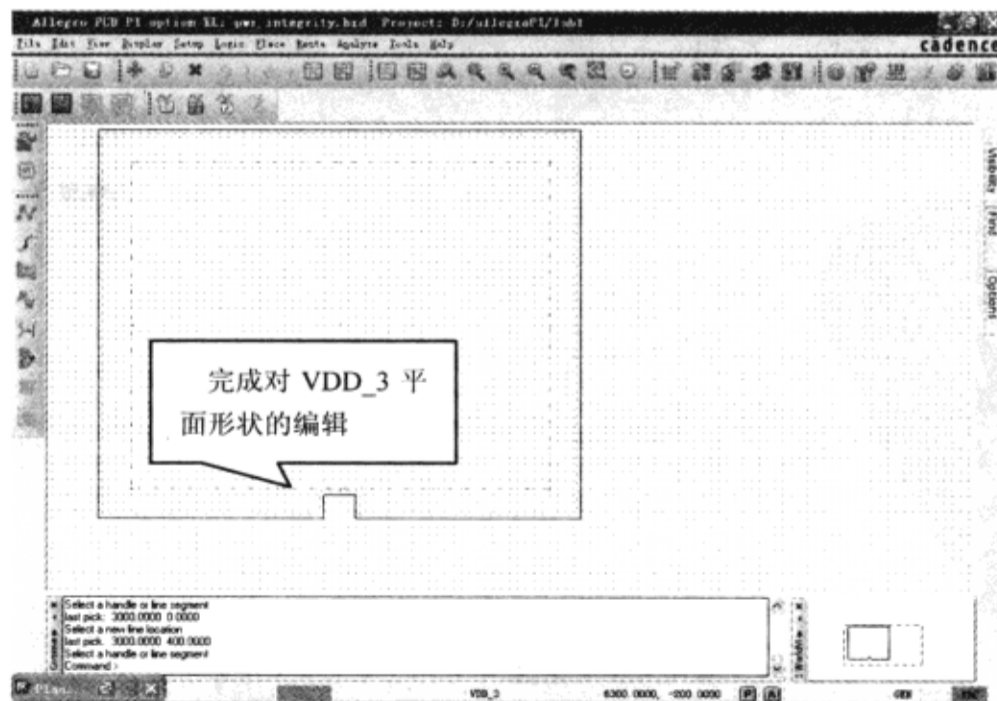 Allegro PCB PI option XL: pwr_integrity.brd Project: D:/allegroPI/
File Edit View Display Setup Logic Place Route Analyze Tools Help
cadence
Visibility
Find
Options
完成对 VDD_3 平
面形状的编辑
Select a handle or line segment
last pick: 3000.0000 0.0000
Select a new line location
last pick: 3000.0000 400.0000
Select a handle or line segment
Command >
VDD_3
6300.0000, -200.0000
P
A